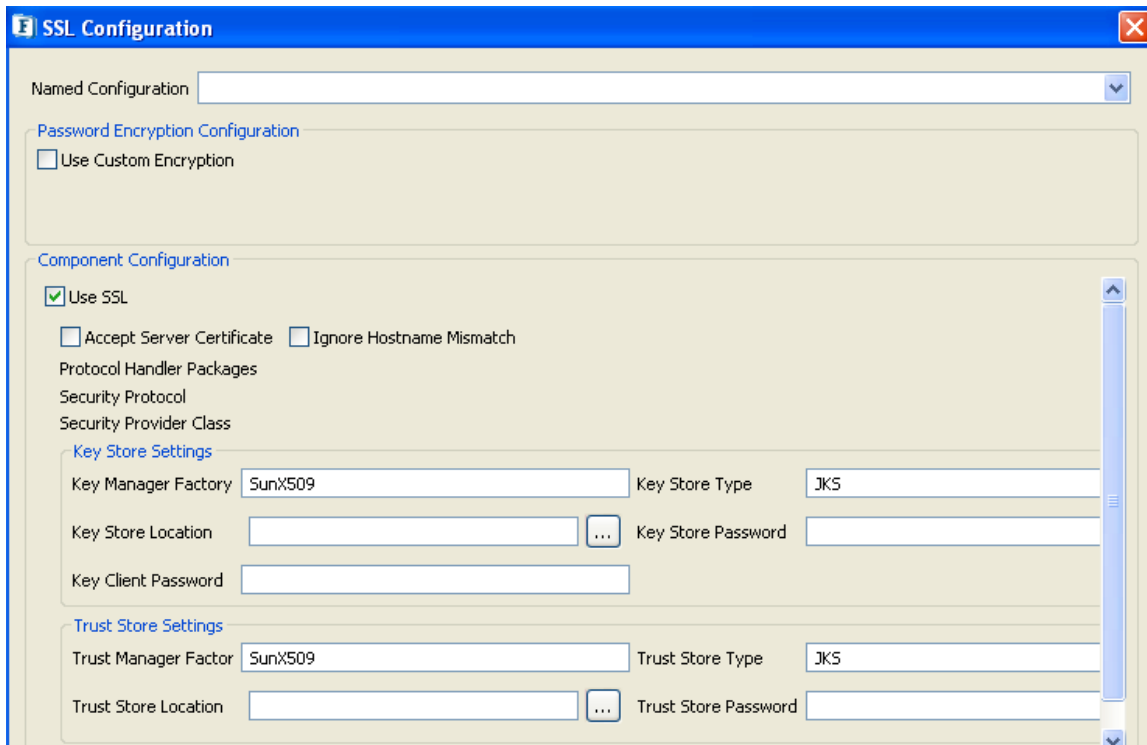 F SSL Configuration
Named Configuration
Password Encryption Configuration
Use Custom Encryption
Component Configuration
Use SSL
Accept Server Certificate Ignore Hostname Mismatch
Protocol Handler Packages
Security Protocol
Security Provider Class
Key Store Settings
Key Manager Factory SunX509 Key Store Type JKS
Key Store Location ... Key Store Password
Key Client Password
Trust Store Settings
Trust Manager Factor SunX509 Trust Store Type JKS
Trust Store Location ... Trust Store Password